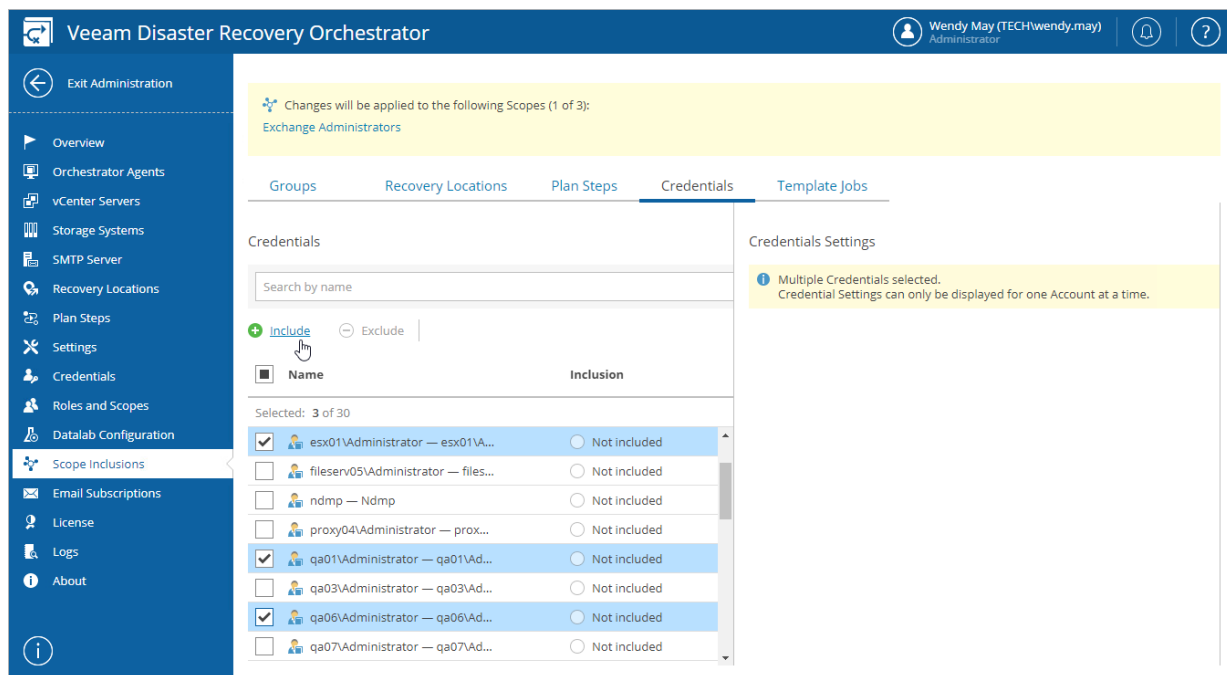 Veeam Disaster Recovery Orchestrator
Wendy May (TECH\wendy.may)
Administrator
?
Exit Administration
Overview
Orchestrator Agents
vCenter Servers
Storage Systems
SMTP Server
Recovery Locations
Plan Steps
Settings
Credentials
Roles and Scopes
Datalab Configuration
Scope Inclusions
Email Subscriptions
License
Logs
About
Changes will be applied to the following Scopes (1 of 3):
Exchange Administrators
Groups Recovery Locations Plan Steps Credentials Template Jobs
Credentials
Search by name
Include Exclude
Name Inclusion
Selected: 3 of 30
esx01\Administrator — esx01\A... Not included
fileserv05\Administrator — files... Not included
ndmp — Ndmp Not included
proxy04\Administrator — prox... Not included
qa01\Administrator — qa01\Ad... Not included
qa03\Administrator — qa03\Ad... Not included
qa06\Administrator — qa06\Ad... Not included
qa07\Administrator — qa07\Ad... Not included
Credentials Settings
Multiple Credentials selected.
Credential Settings can only be displayed for one Account at a time.